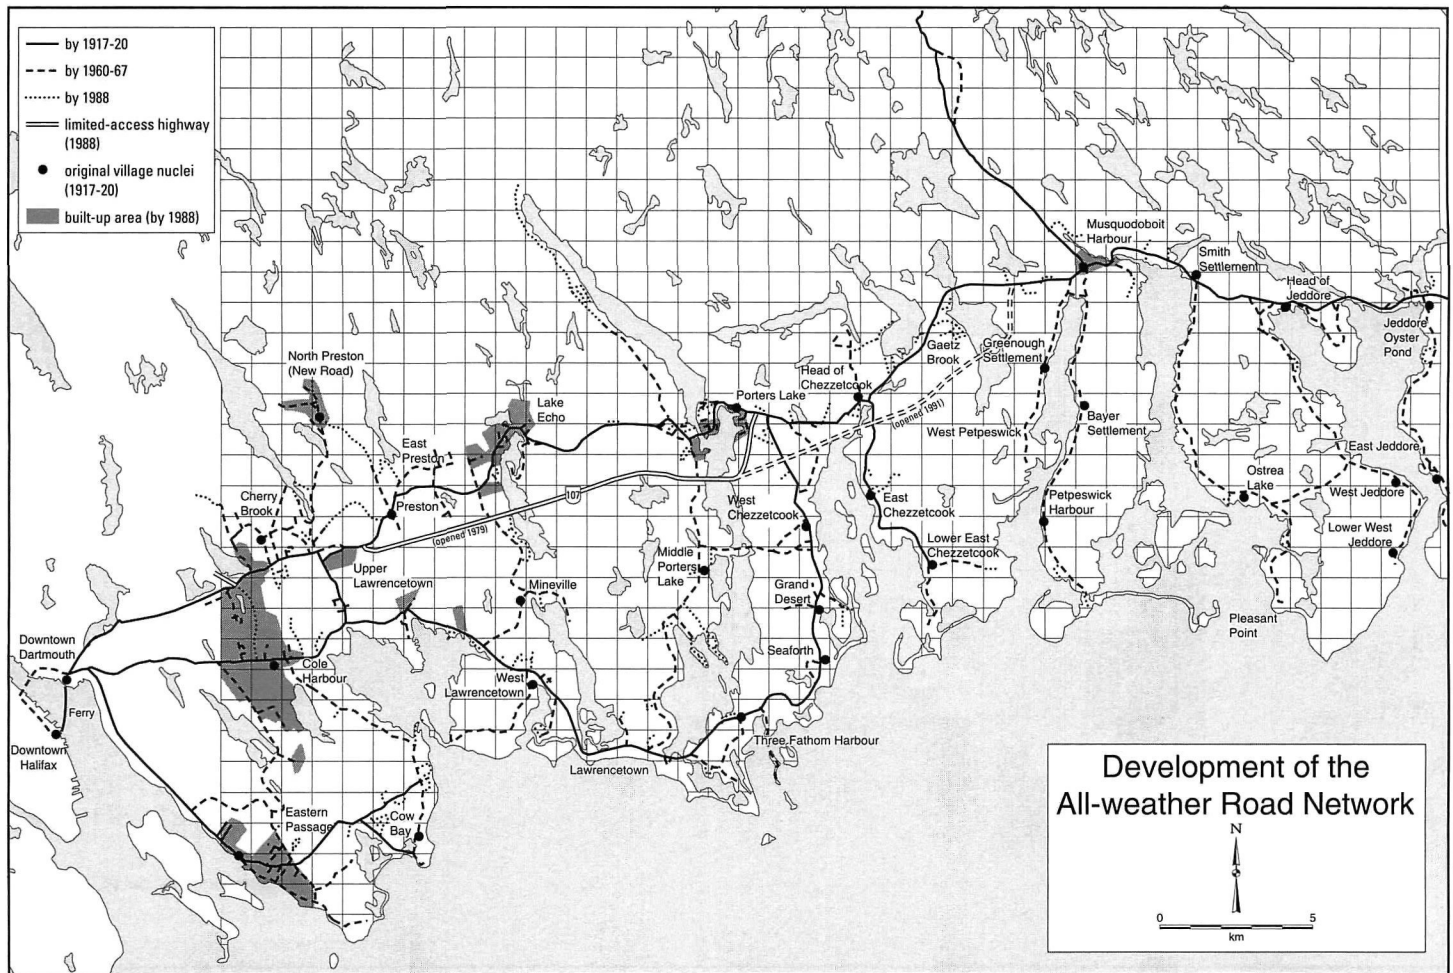 by 1917-20
by 1960-67
by 1988
limited-access highway
(1988)
original village nuclei
(1917-20)
built-up area (by 1988)
Musquodoboit
Harbour
Smith
Settlement
Head of
Jeddore
Jeddore
Oyster
Pond
North Preston
(New Road)
Lake
Echo
Head of
Chezzetcook
Porters Lake
Gaetz
Brook
Greenough
Settlement
(opened 1991)
West Petpeswick
Bayer
Settlement
East Jeddore
East
Preston
Cherry
Brook
Preston
107
(opened 1979)
West
Chezzetcook
East
Chezzetcook
Petpeswick
Harbour
Ostrea
Lake
West Jeddore
Lower West
Jeddore
Lower East
Chezzetcook
Upper
Lawrencetown
Middle
Porters
Lake
Mineville
Grand
Desert
Pleasant
Point
Downtown
Dartmouth
Cole
Harbour
Seaforth
West
Lawrencetown
Ferry
Downtown
Halifax
Three Fathom Harbour
Lawrencetown
Eastern
Passage
Cow
Bay
Development of the
All-weather Road Network
N
0 5
km